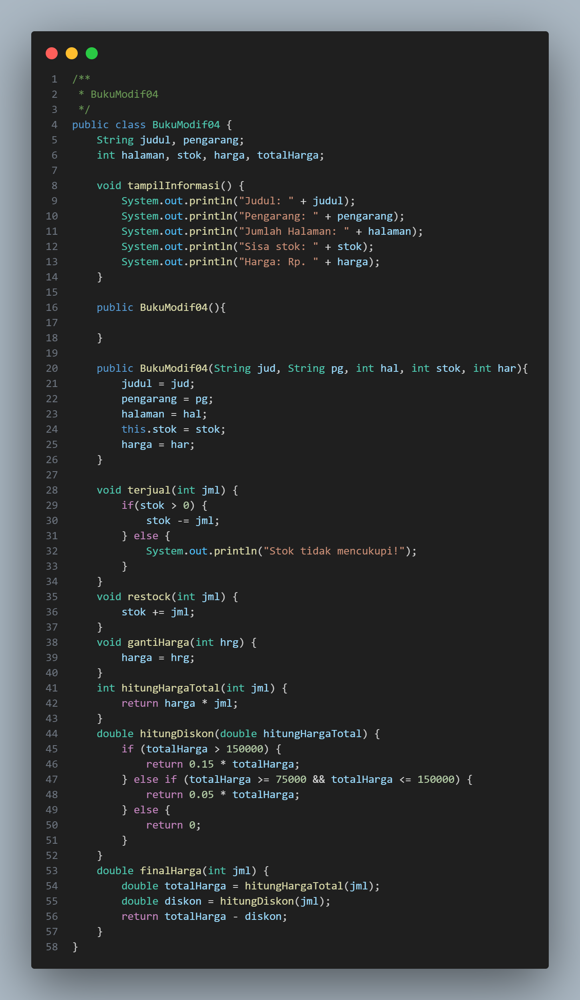 1 /**
2  * BukuModif04
3  */
4 public class BukuModif04 {
5     String judul, pengarang;
6     int halaman, stok, harga, totalHarga;
7
8     void tampilInformasi() {
9         System.out.println("Judul: " + judul);
10         System.out.println("Pengarang: " + pengarang);
11         System.out.println("Jumlah Halaman: " + halaman);
12         System.out.println("Sisa stok: " + stok);
13         System.out.println("Harga: Rp. " + harga);
14     }
15
16     public BukuModif04(){
17
18     }
19
20     public BukuModif04(String jud, String pg, int hal, int stok, int har){
21         judul = jud;
22         pengarang = pg;
23         halaman = hal;
24         this.stok = stok;
25         harga = har;
26     }
27
28     void terjual(int jml) {
29         if(stok > 0) {
30             stok -= jml;
31         } else {
32             System.out.println("Stok tidak mencukupi!");
33         }
34     }
35     void restock(int jml) {
36         stok += jml;
37     }
38     void gantiHarga(int hrg) {
39         harga = hrg;
40     }
41     int hitungHargaTotal(int jml) {
42         return harga * jml;
43     }
44     double hitungDiskon(double hitungHargaTotal) {
45         if (totalHarga > 150000) {
46             return 0.15 * totalHarga;
47         } else if (totalHarga >= 75000 && totalHarga <= 150000) {
48             return 0.05 * totalHarga;
49         } else {
50             return 0;
51         }
52     }
53     double finalHarga(int jml) {
54         double totalHarga = hitungHargaTotal(jml);
55         double diskon = hitungDiskon(jml);
56         return totalHarga - diskon;
57     }
58 }